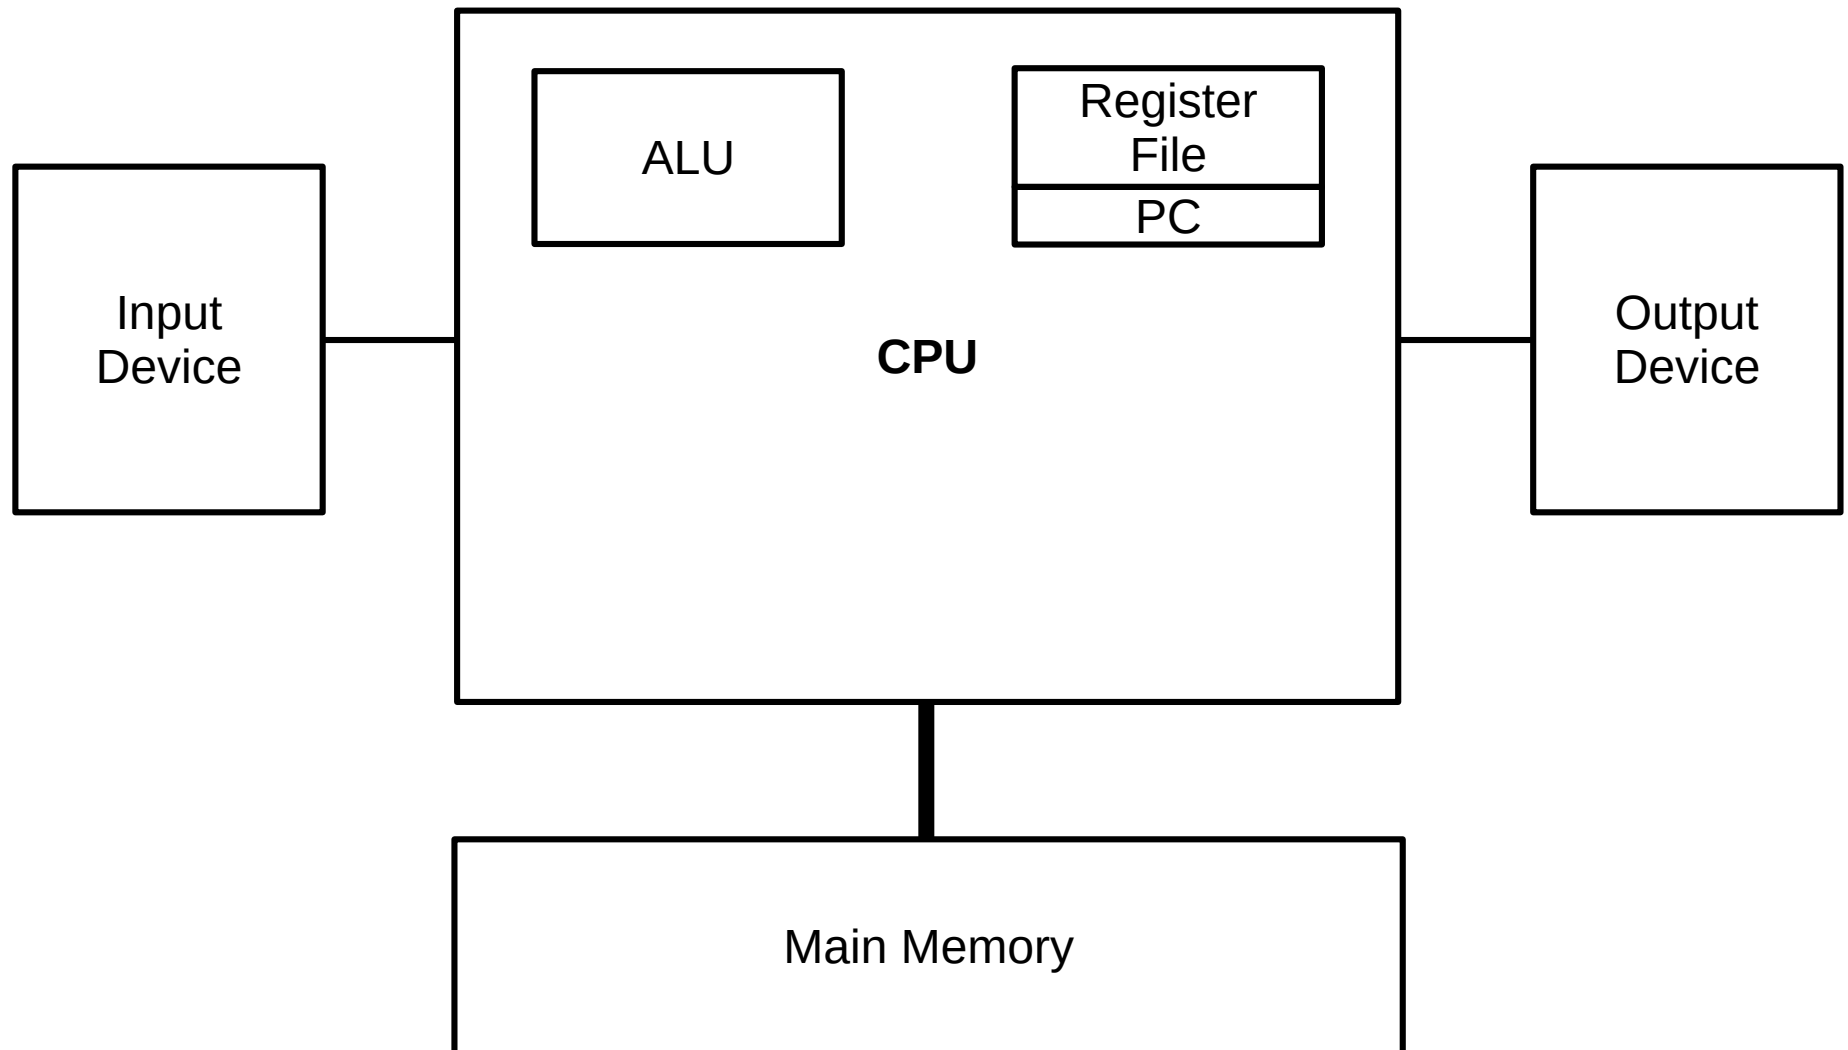 ALU
Register
File
PC
Input
Device
CPU
Output
Device
Main Memory